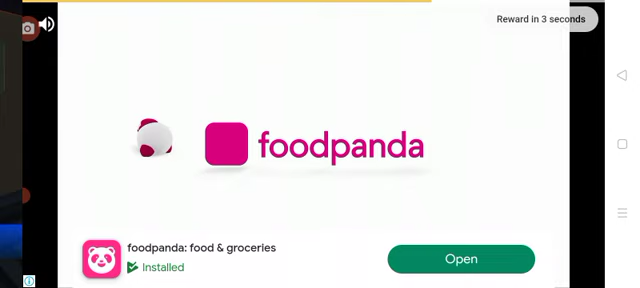 Reward in 3 seconds
foodpanda
foodpanda: food & groceries
Installed
Open